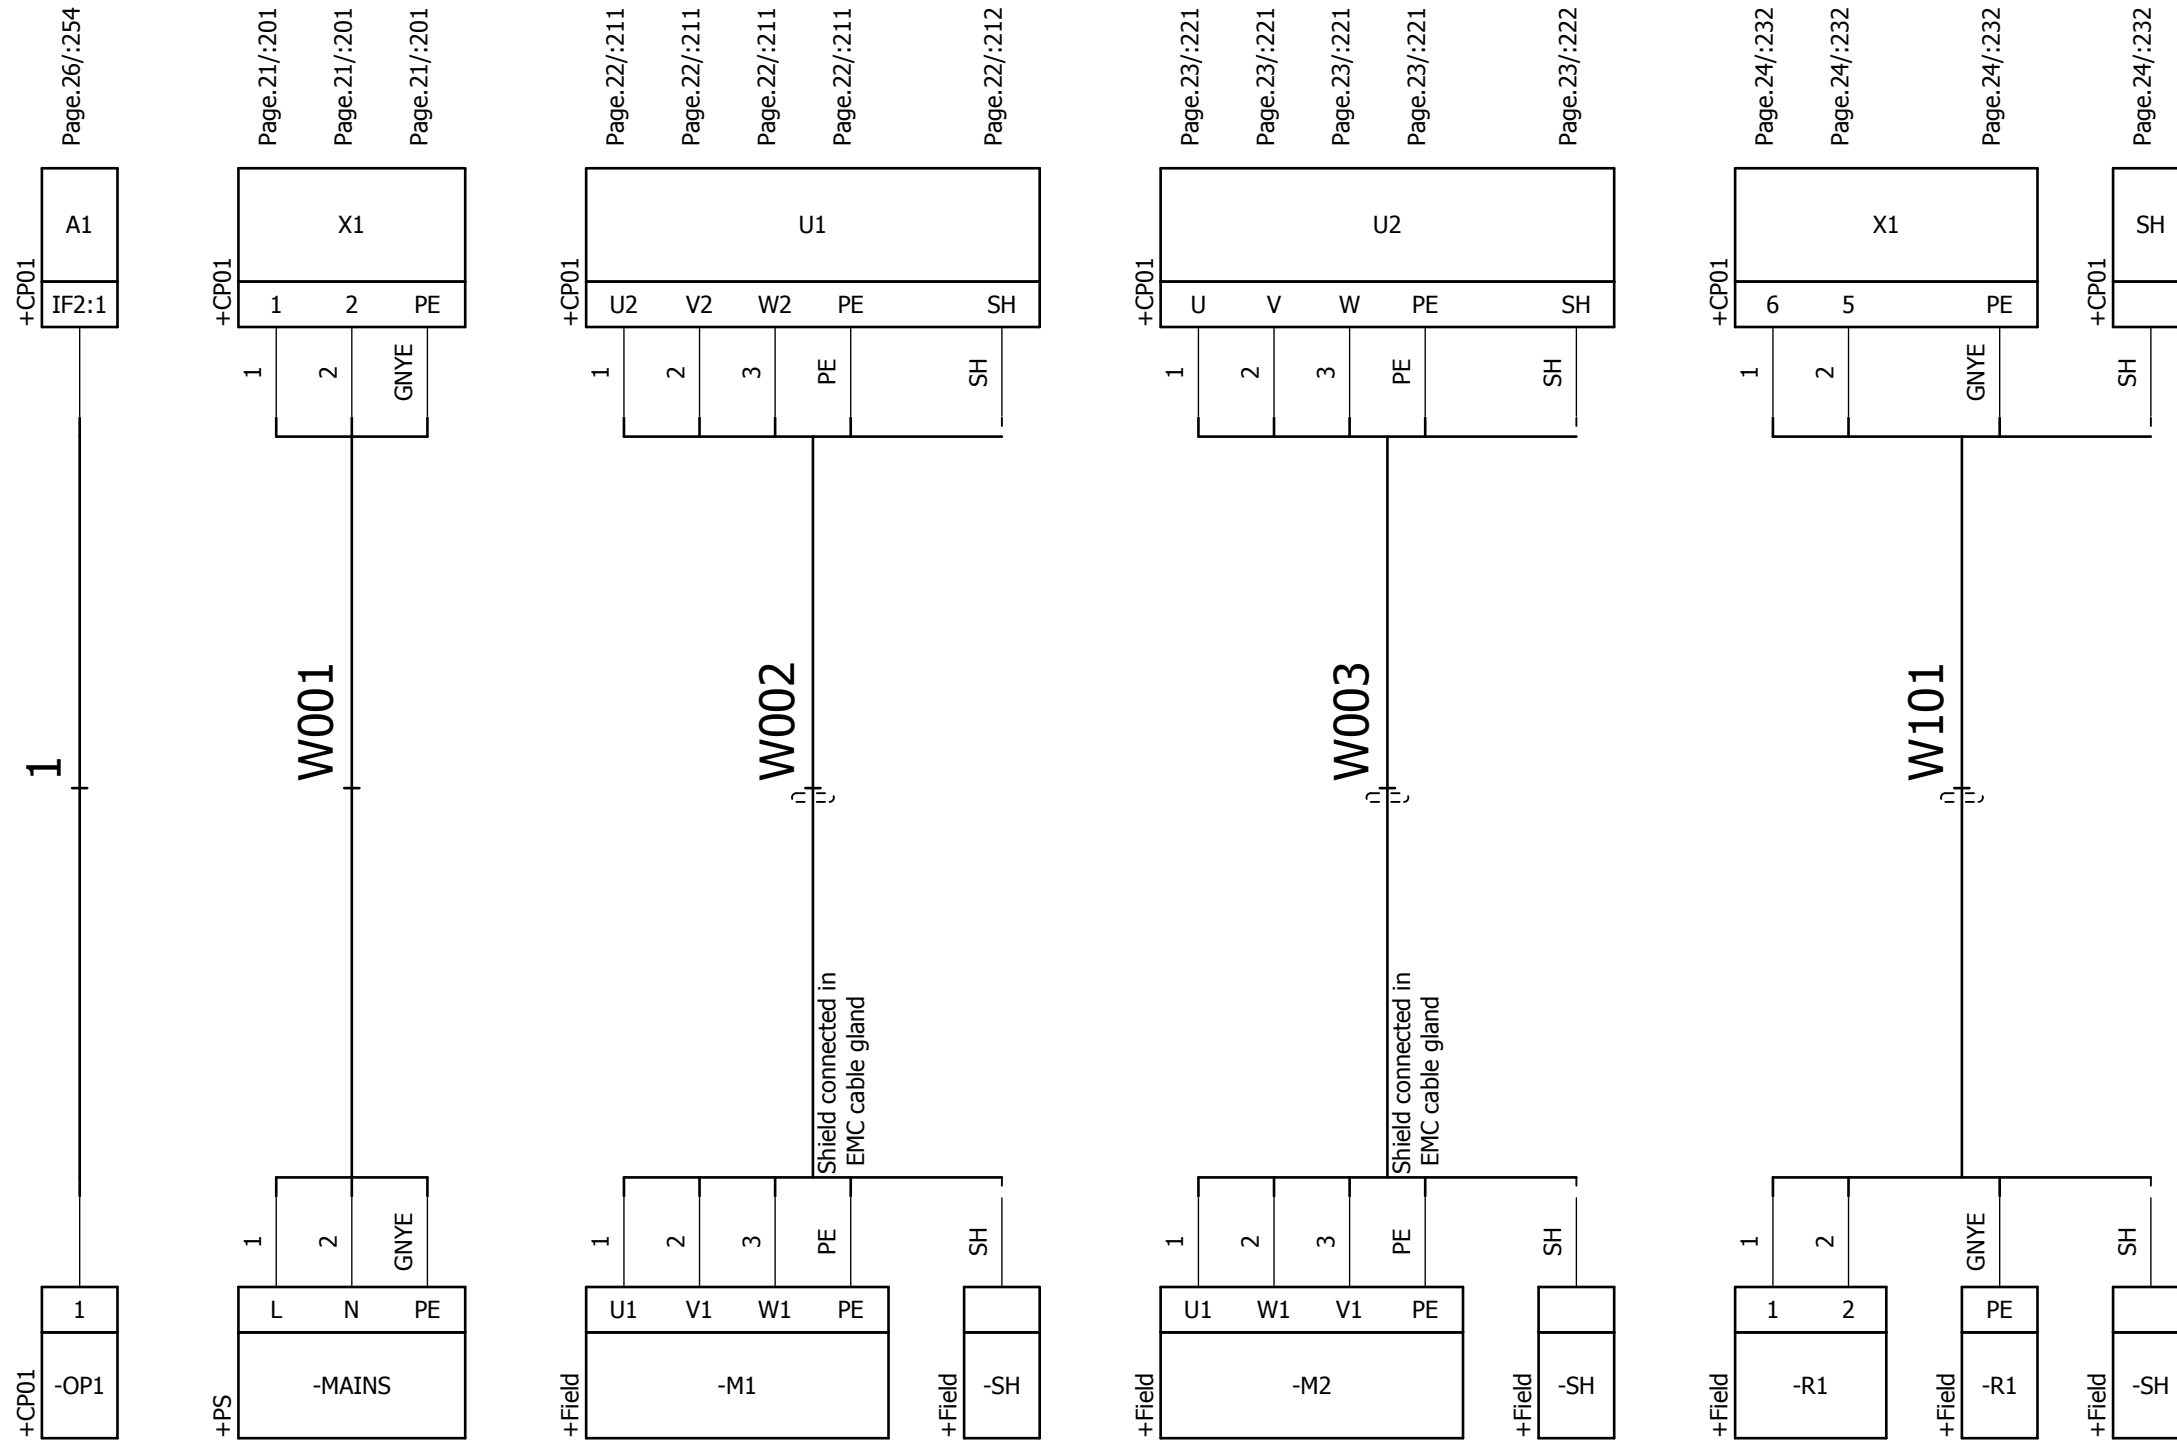 Page.26/:254
Page.21/:201
Page.21/:201
Page.21/:201
Page.22/:211
Page.22/:211
Page.22/:211
Page.22/:211
Page.22/:212
Page.23/:221
Page.23/:221
Page.23/:221
Page.23/:221
Page.23/:222
Page.24/:232
Page.24/:232
Page.24/:232
Page.24/:232
+CP01
A1
IF2:1
+CP01
X1
1 2 PE
+CP01
U1
U2 V2 W2 PE SH
+CP01
U2
U V W PE SH
+CP01
X1
6 5 PE
+CP01
SH
1 2 GNYE
1 2 3 PE SH
1 2 3 PE SH
1 2 GNYE SH
1
W001
W002
W003
W101
Shield connected in
EMC cable gland
Shield connected in
EMC cable gland
1 2 GNYE
1 2 3 PE SH
1 2 3 PE SH
1 2 GNYE SH
1
+CP01
-OP1
L N PE
+PS
-MAINS
U1 V1 W1 PE
+Field
-M1
+Field
-SH
U1 W1 V1 PE
+Field
-M2
+Field
-SH
1 2
+Field
-R1
PE
+Field
-R1
+Field
-SH